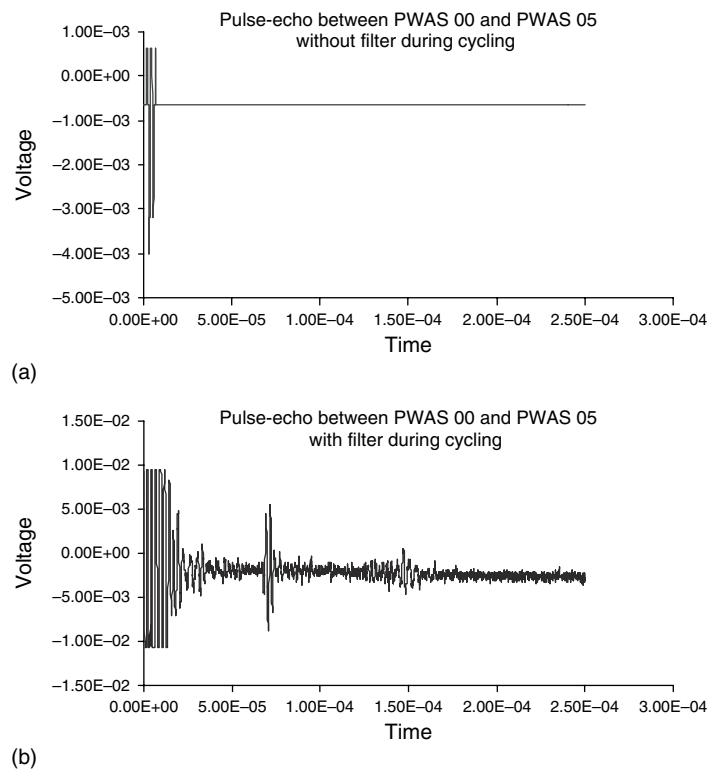 Pulse-echo between PWAS 00 and PWAS 05
without filter during cycling
1.00E−03
0.00E+00
−1.00E−03
−2.00E−03
−3.00E−03
−4.00E−03
−5.00E−03
Voltage
0.00E+00 5.00E−05 1.00E−04 1.50E−04 2.00E−04 2.50E−04 3.00E−04
Time
(a)
Pulse-echo between PWAS 00 and PWAS 05
with filter during cycling
1.50E−02
1.00E−02
5.00E−03
0.00E+00
−5.00E−03
−1.00E−02
−1.50E−02
Voltage
0.00E+00 5.00E−05 1.00E−04 1.50E−04 2.00E−04 2.50E−04 3.00E−04
Time
(b)